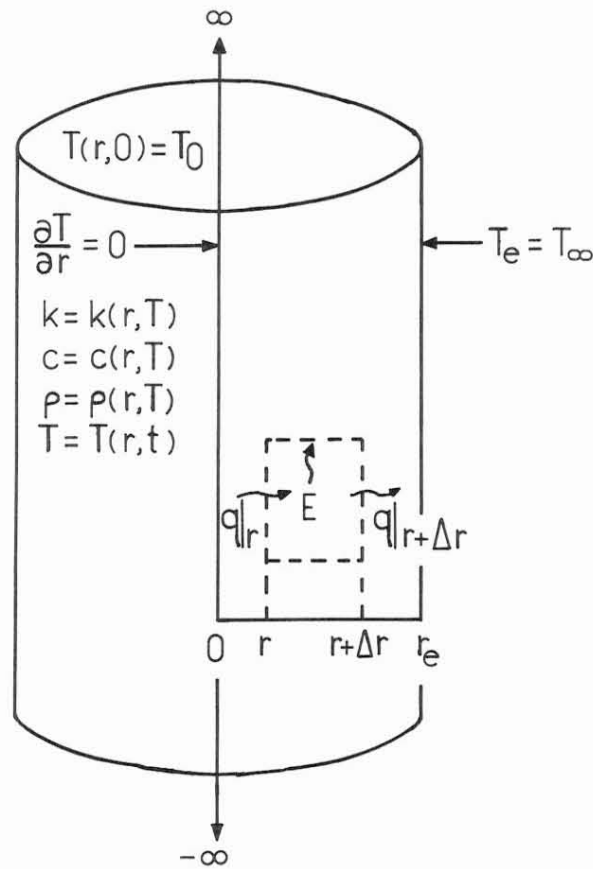 ∞
T(r,0)=T₀
∂T/∂r = 0
Tₑ = T∞
k = k(r,T)
c = c(r,T)
ρ = ρ(r,T)
T = T(r,t)
q|r
E
q|r+Δr
0 r r+Δr rₑ
-∞